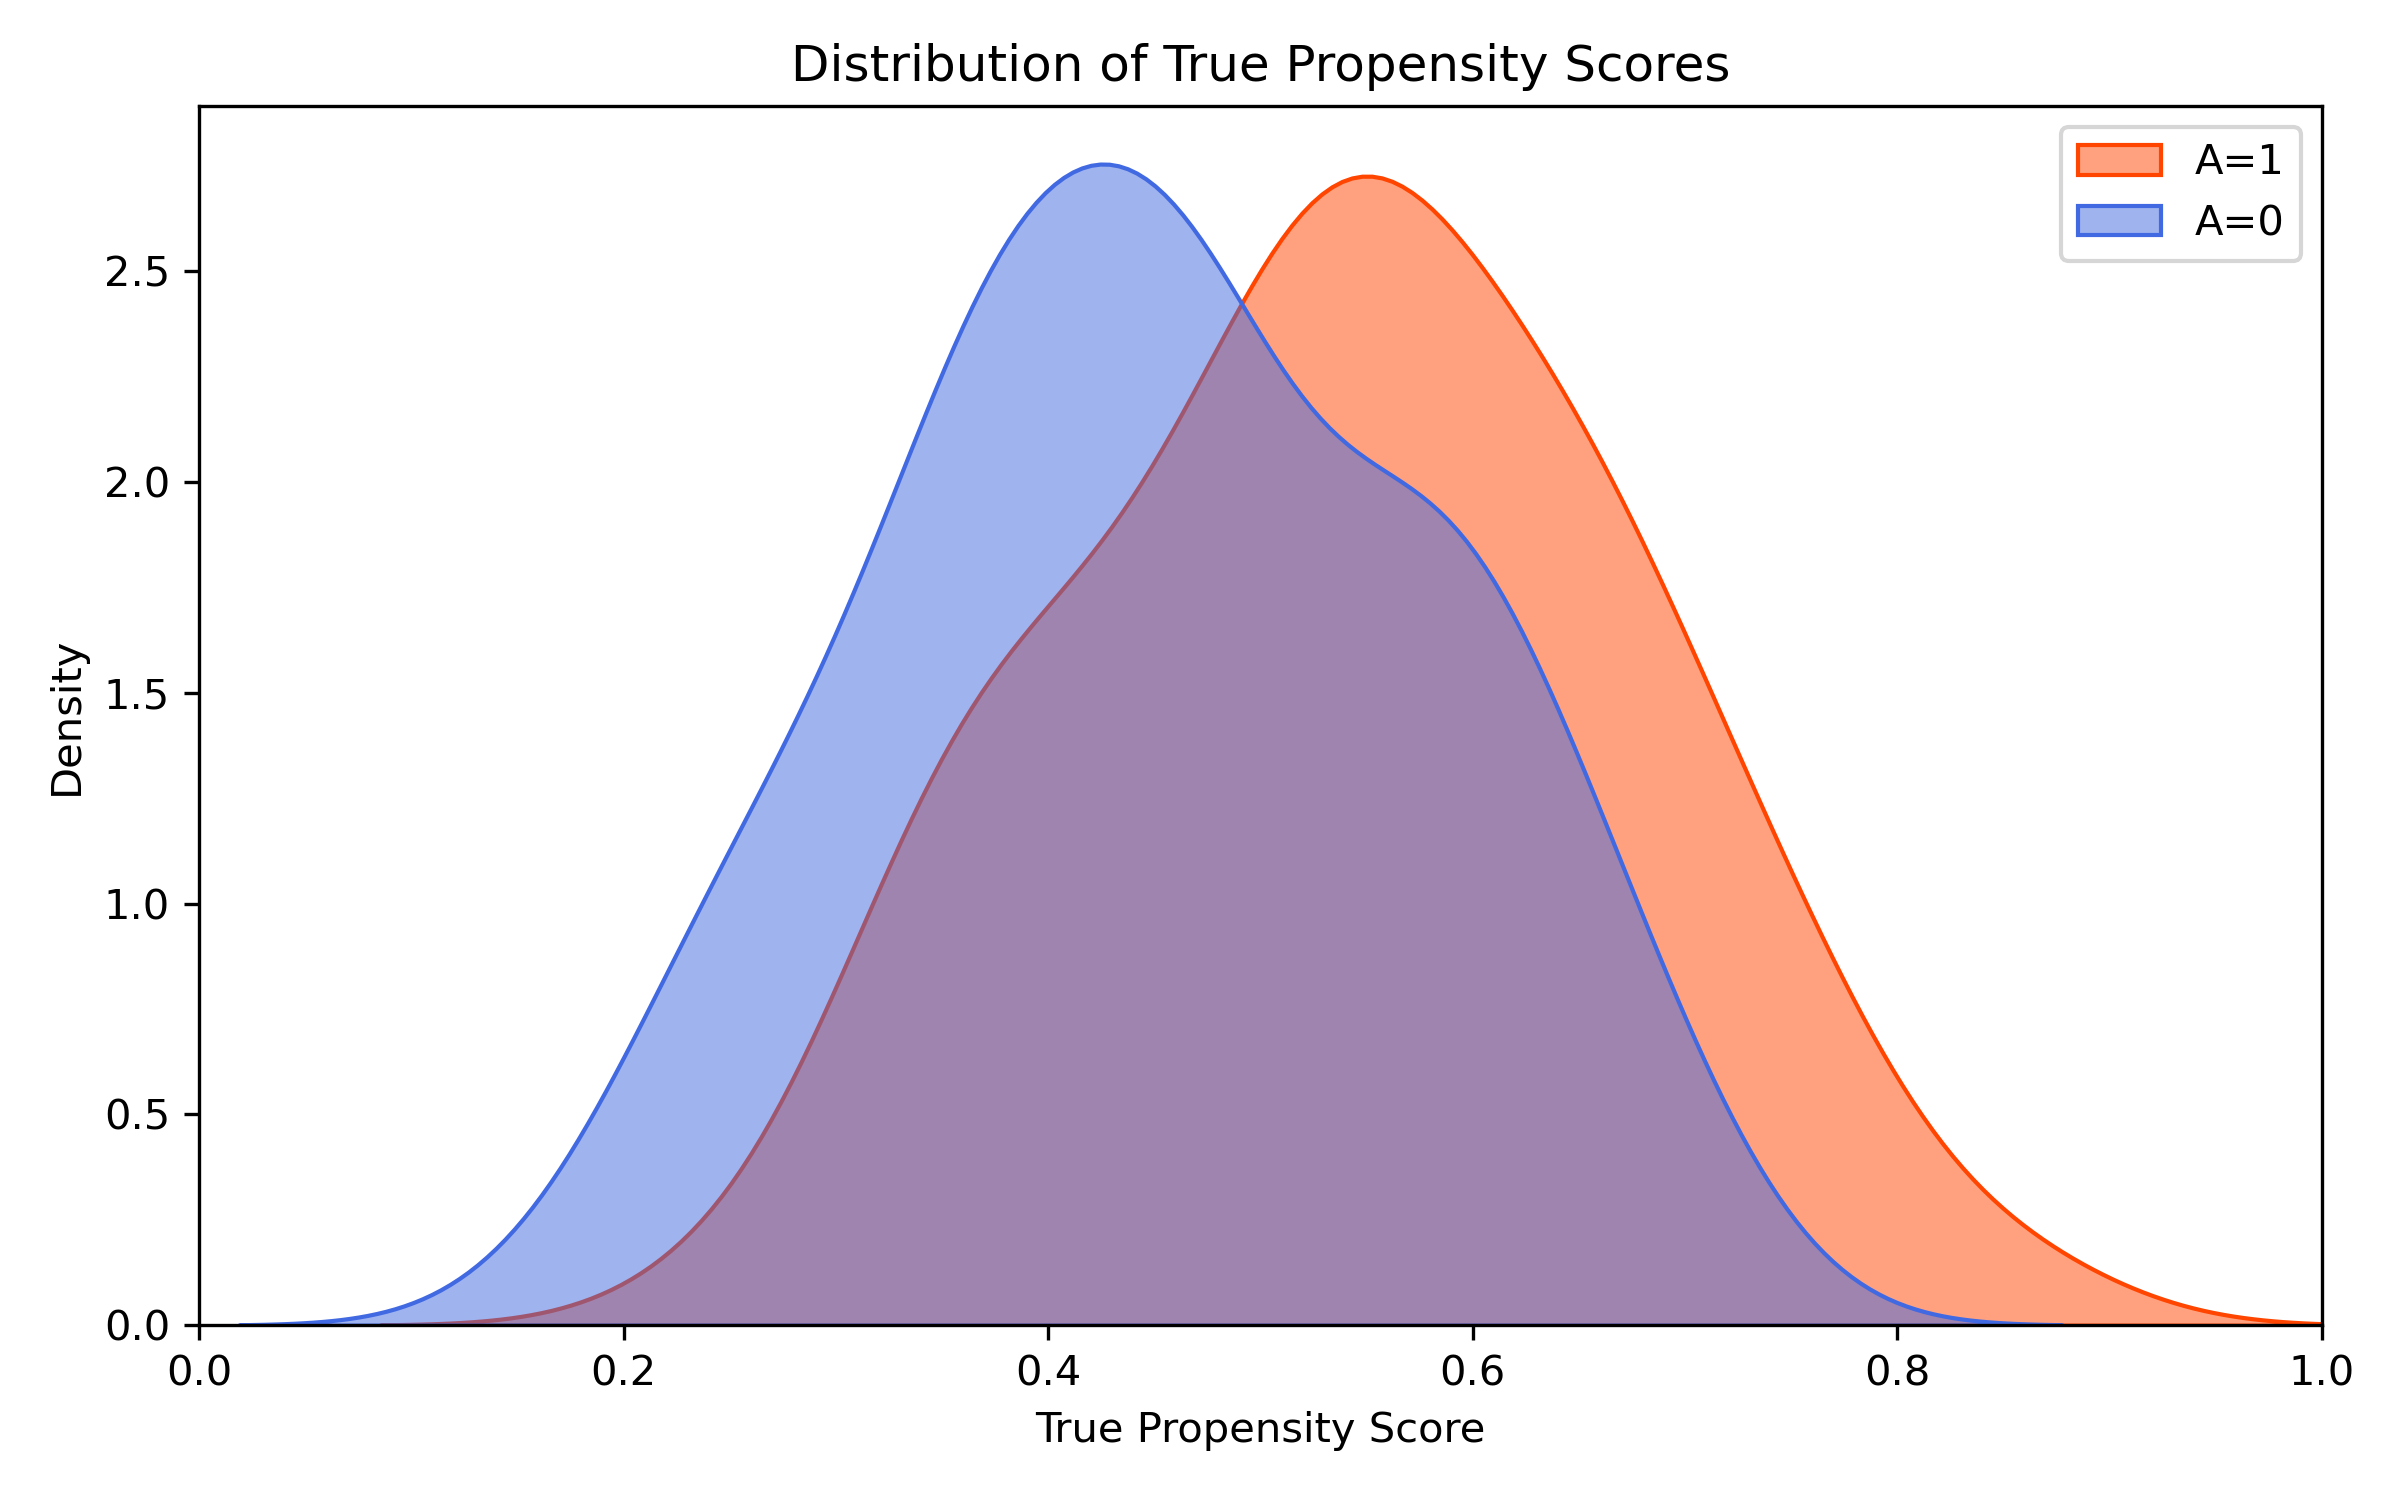 Distribution of True Propensity Scores
A=1
A=0
Density
2.5
2.0
1.5
1.0
0.5
0.0
0.0 0.2 0.4 0.6 0.8 1.0
True Propensity Score